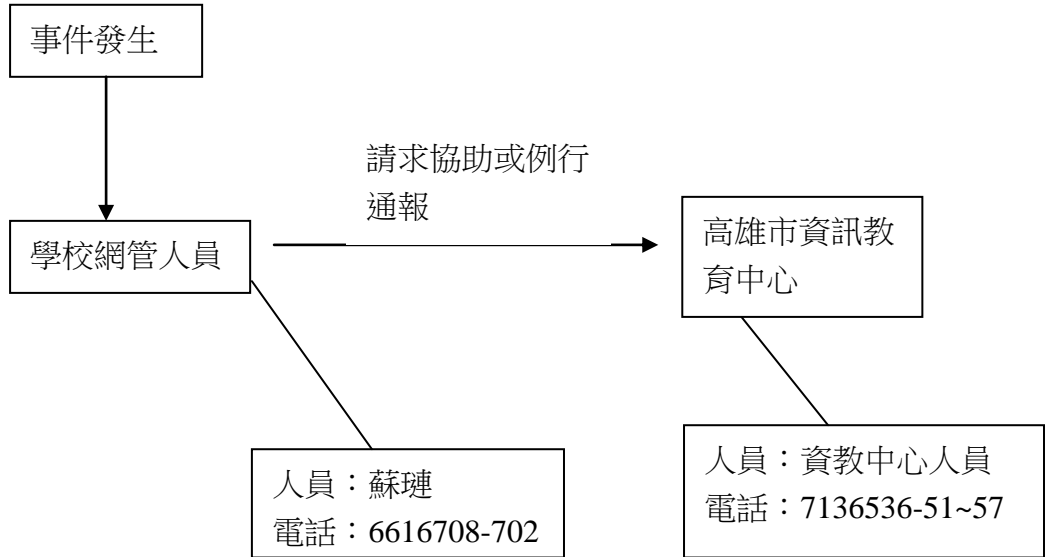 事件發生
請求協助或例行
通報
學校網管人員
高雄市資訊教
育中心
人員：蘇璉
電話：6616708-702
人員：資教中心人員
電話：7136536-51~57